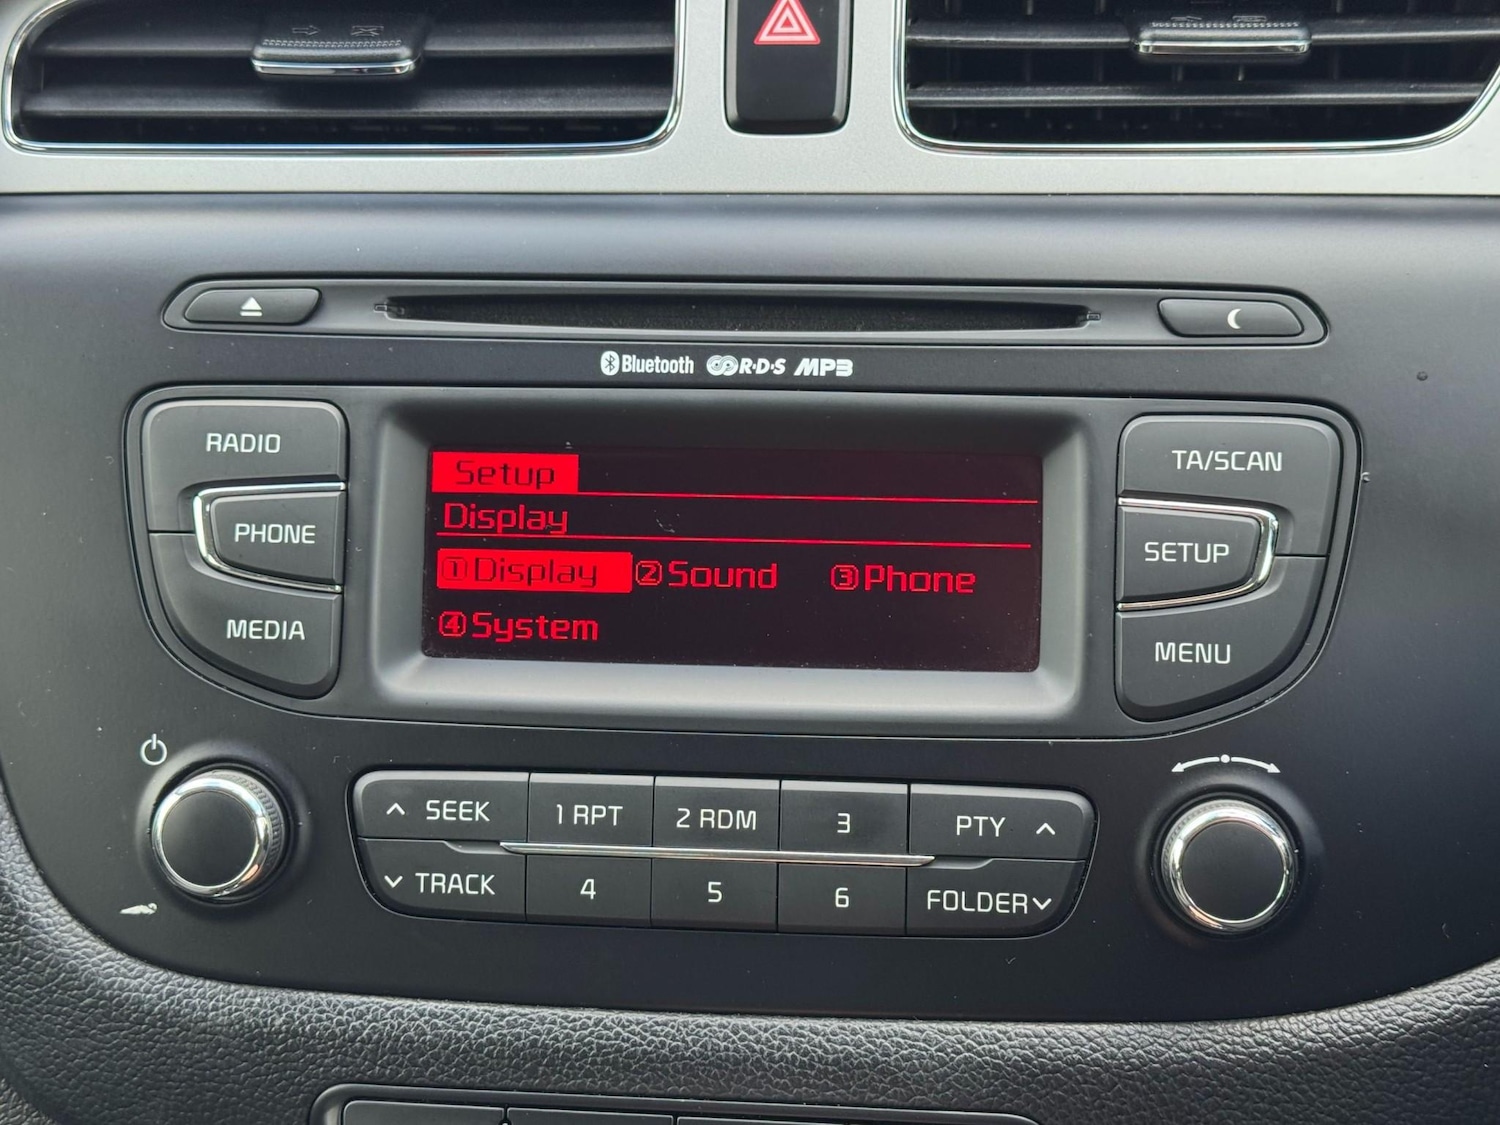 Bluetooth R·D·S MP3
RADIO
PHONE
MEDIA
Setup
Display
①Display ②Sound ③Phone
④System
TA/SCAN
SETUP
MENU
SEEK 1 RPT 2 RDM 3 PTY
TRACK 4 5 6 FOLDER